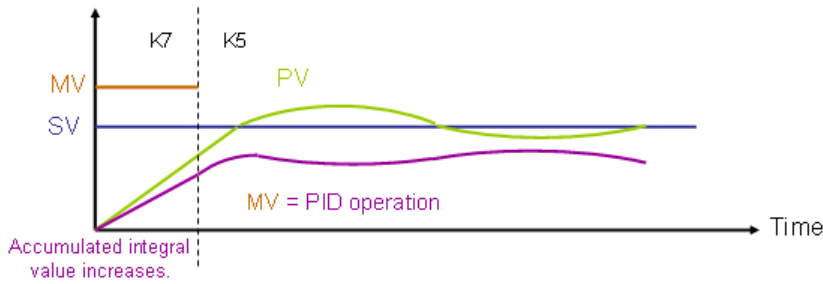 K7 K5
MV PV
SV
MV = PID operation
Time
Accumulated integral
value increases.